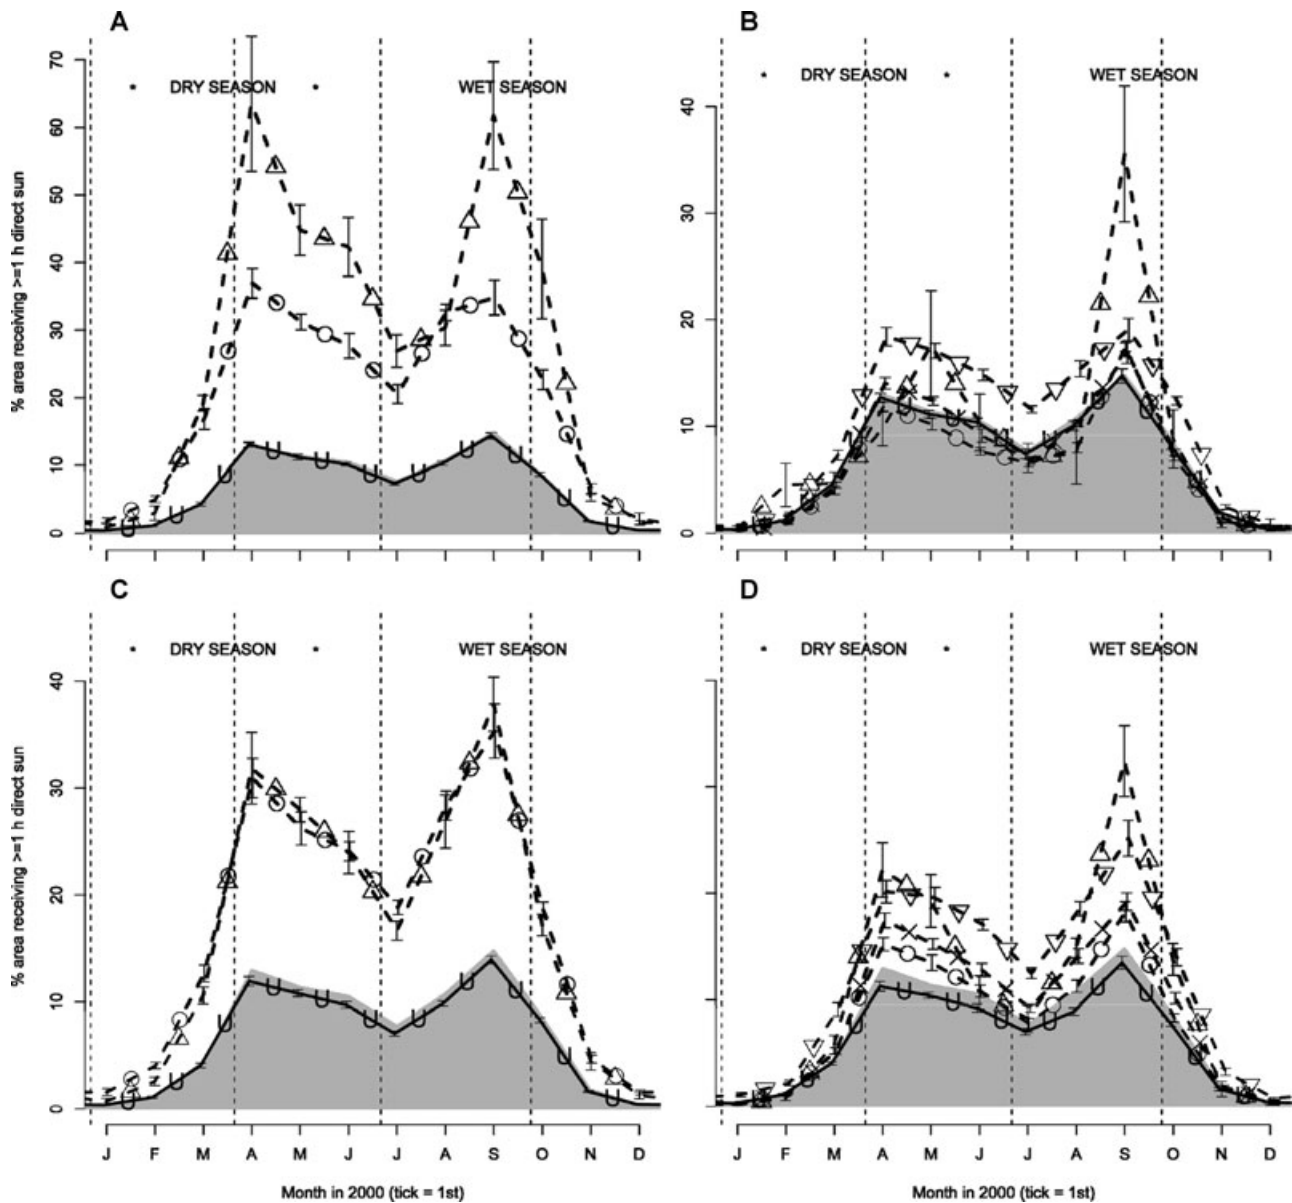 A
B
DRY SEASON
WET SEASON
DRY SEASON
WET SEASON
% area receiving >=1 h direct sun
70
60
50
40
30
20
10
0
40
30
20
10
0
J F M A M J J A S O N D
J F M A M J J A S O N D
C
D
DRY SEASON
WET SEASON
DRY SEASON
WET SEASON
% area receiving >=1 h direct sun
40
30
20
10
0
J F M A M J J A S O N D
J F M A M J J A S O N D
Month in 2000 (tick = 1st)
Month in 2000 (tick = 1st)